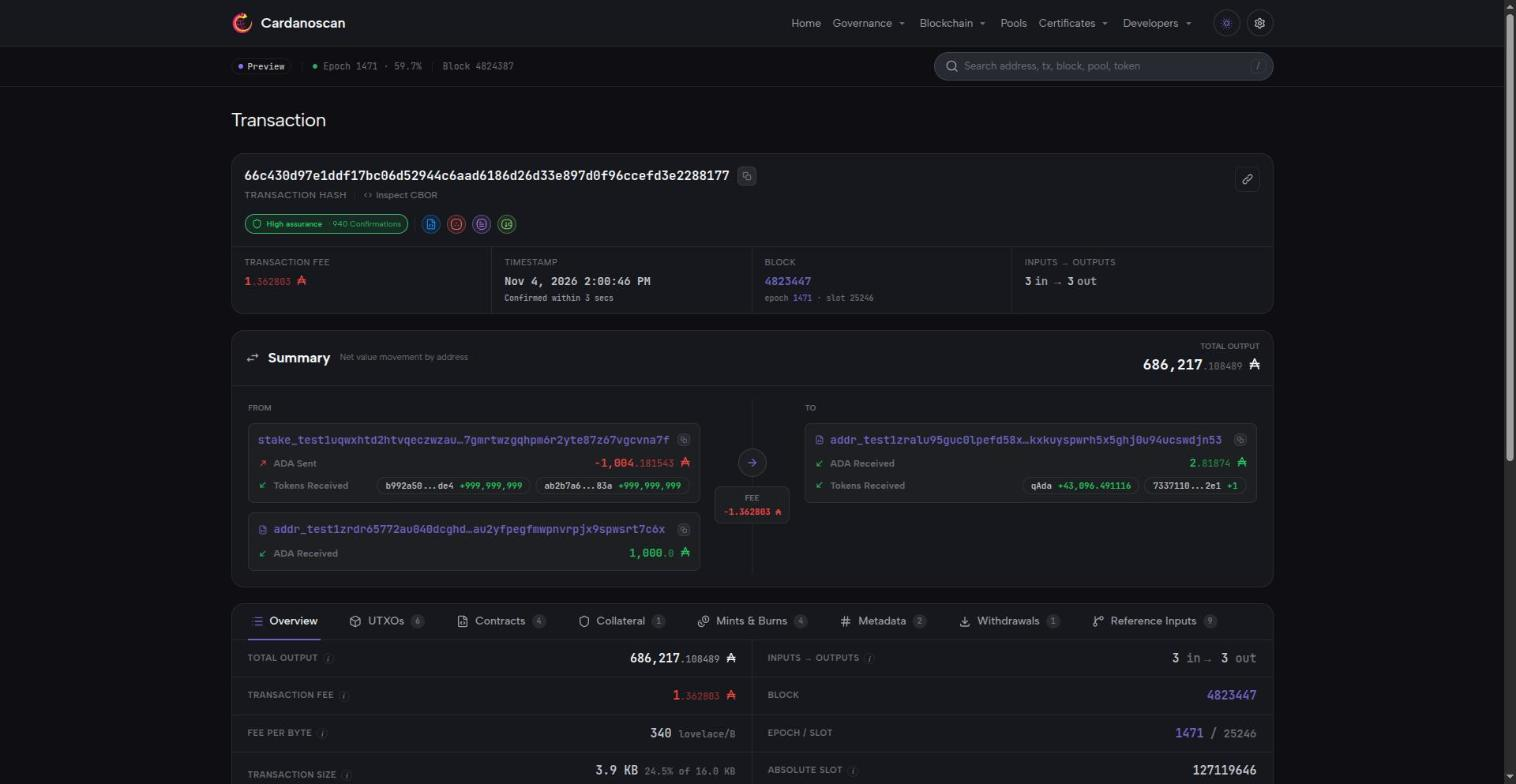 Cardanoscan
Home Governance Blockchain Pools Certificates Developers
Preview Epoch 1471 · 59.7% Block 4824387
Search address, tx, block, pool, token /
Transaction
66c430d97e1ddf17bc06d52944c6aad6186d26d33e897d0f96ccefd3e2288177
TRANSACTION HASH <> Inspect CBOR
High assurance · 940 Confirmations
TRANSACTION FEE TIMESTAMP BLOCK INPUTS → OUTPUTS
1.362803 ₳ Nov 4, 2026 2:00:46 PM 4823447 3 in → 3 out
Confirmed within 3 secs epoch 1471 · slot 25246
Summary Net value movement by address
TOTAL OUTPUT
686,217.108489 ₳
FROM TO
stake_test1uqwxhtd2htvqeczwzau…7gmrtwzgqhpm6r2yte87z67vgcvna7f addr_test1zralu95guc0lpefd58x…kxkuyspwrh5x5ghj0u94ucswdjn53
ADA Sent -1,004.181543 ₳ ADA Received 2.81874 ₳
Tokens Received b992a50...de4 +999,999,999 ab2b7a6...83a +999,999,999 Tokens Received qAda +43,096.491116 7337110...2e1 +1
FEE
-1.362803 ₳
addr_test1zrdr65772au040dcghd…au2yfpegfmwpnvrpjx9spwsrt7c6x
ADA Received 1,000.0 ₳
Overview UTXOs 6 Contracts 4 Collateral 1 Mints & Burns 4 Metadata 2 Withdrawals 1 Reference Inputs 9
TOTAL OUTPUT i 686,217.108489 ₳ INPUTS → OUTPUTS i 3 in → 3 out
TRANSACTION FEE i 1.362803 ₳ BLOCK 4823447
FEE PER BYTE i 340 lovelace/B EPOCH / SLOT 1471 / 25246
TRANSACTION SIZE i 3.9 KB 24.5% of 16.0 KB ABSOLUTE SLOT i 127119646